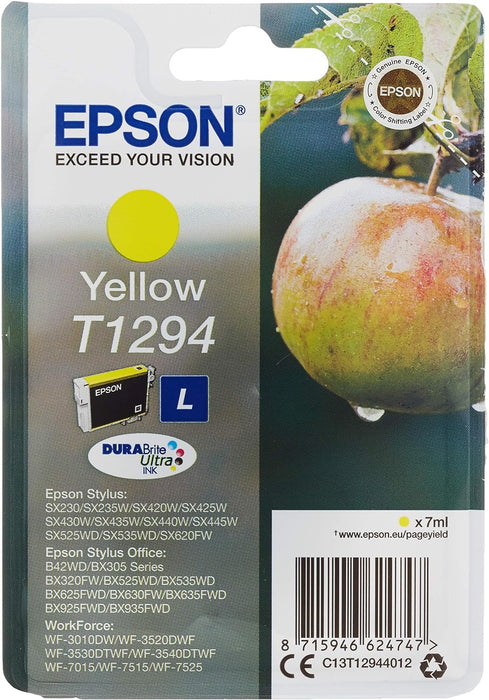 Genuine EPSON
EPSON
Color Shifting Label
EPSON®
EXCEED YOUR VISION
Yellow
T1294
EPSON
L
DURABrite
Ultra
INK
Epson Stylus:
SX230/SX235W/SX420W/SX425W
SX430W/SX435W/SX440W/SX445W
SX525WD/SX535WD/SX620FW
Epson Stylus Office:
B42WD/BX305 Series
BX320FW/BX525WD/BX535WD
BX625FWD/BX630FW/BX635FWD
BX925FWD/BX935FWD
WorkForce:
WF-3010DW/WF-3520DWF
WF-3530DTWF/WF-3540DTWF
WF-7015/WF-7515/WF-7525
x 7ml
†www.epson.eu/pageyield
8 715946 624747 >
CE C13T12944012